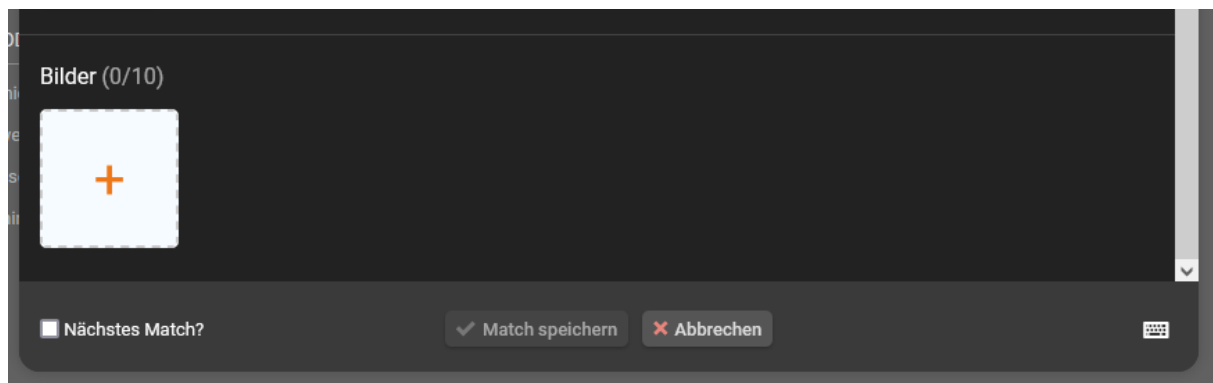 Bilder (0/10)
Nächstes Match?
Match speichern
Abbrechen